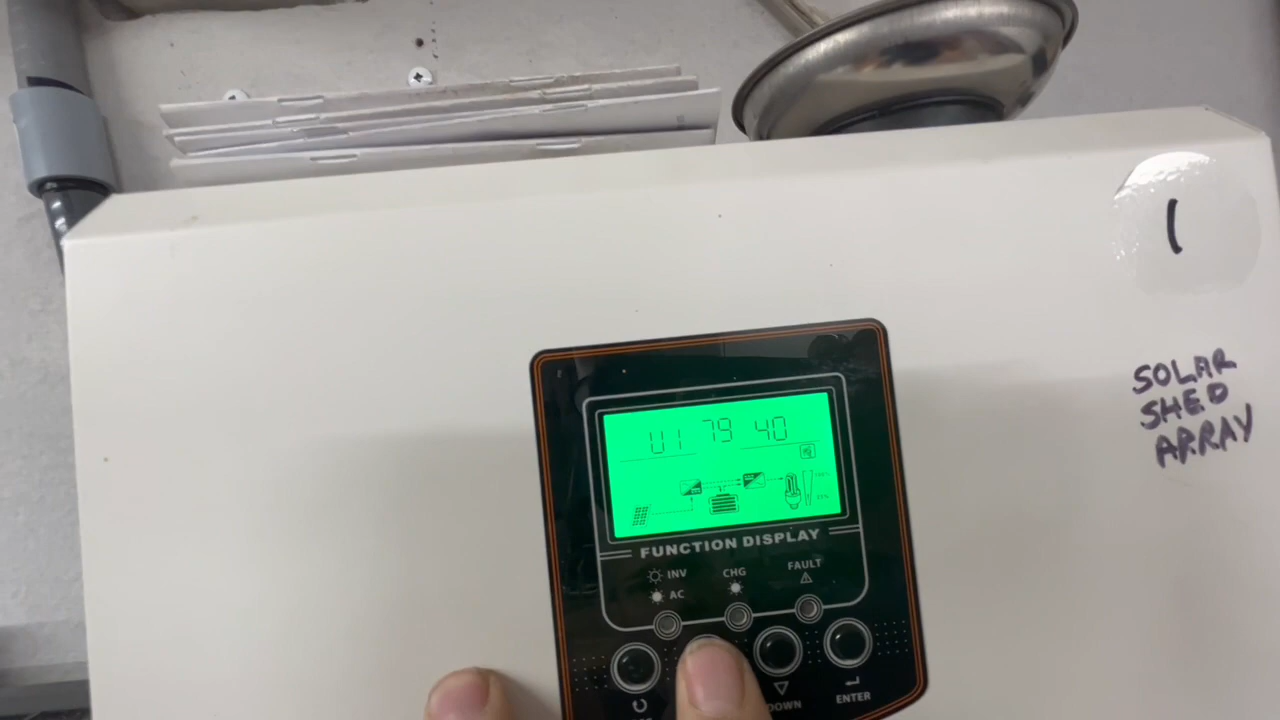 1
SOLAR
SHED
ARRAY
U1 79 40
FUNCTION DISPLAY
INV
AC
CHG
FAULT
DOWN
ENTER